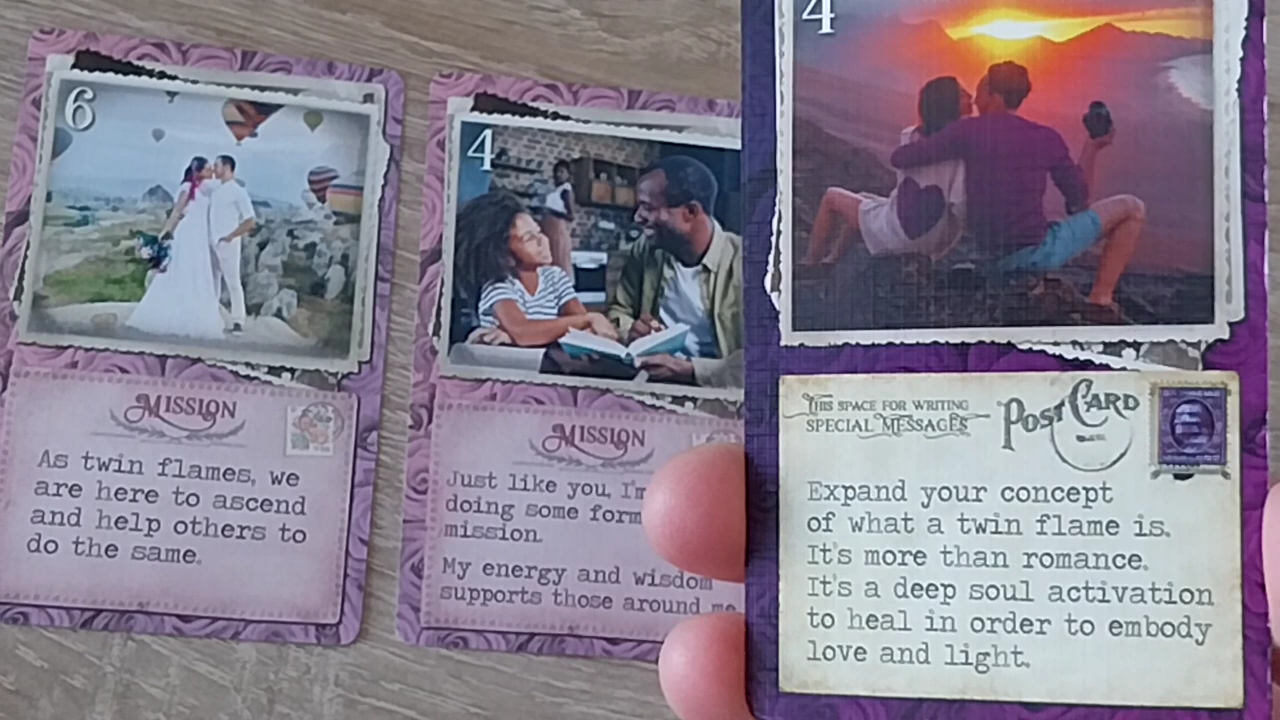 6
MISSION
As twin flames, we
are here to ascend
and help others to
do the same.
4
MISSION
Just like you, I'm
doing some form
mission.
My energy and wisdom
supports those around me
4
THIS SPACE FOR WRITING
SPECIAL MESSAGES
POST CARD
Expand your concept
of what a twin flame is.
It's more than romance.
It's a deep soul activation
to heal in order to embody
love and light.